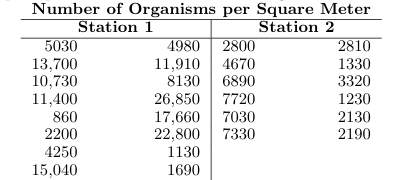 Number of Organisms per Square Meter
Station 1 Station 2
5030 4980 2800 2810
13,700 11,910 4670 1330
10,730 8130 6890 3320
11,400 26,850 7720 1230
860 17,660 7030 2130
2200 22,800 7330 2190
4250 1130
15,040 1690